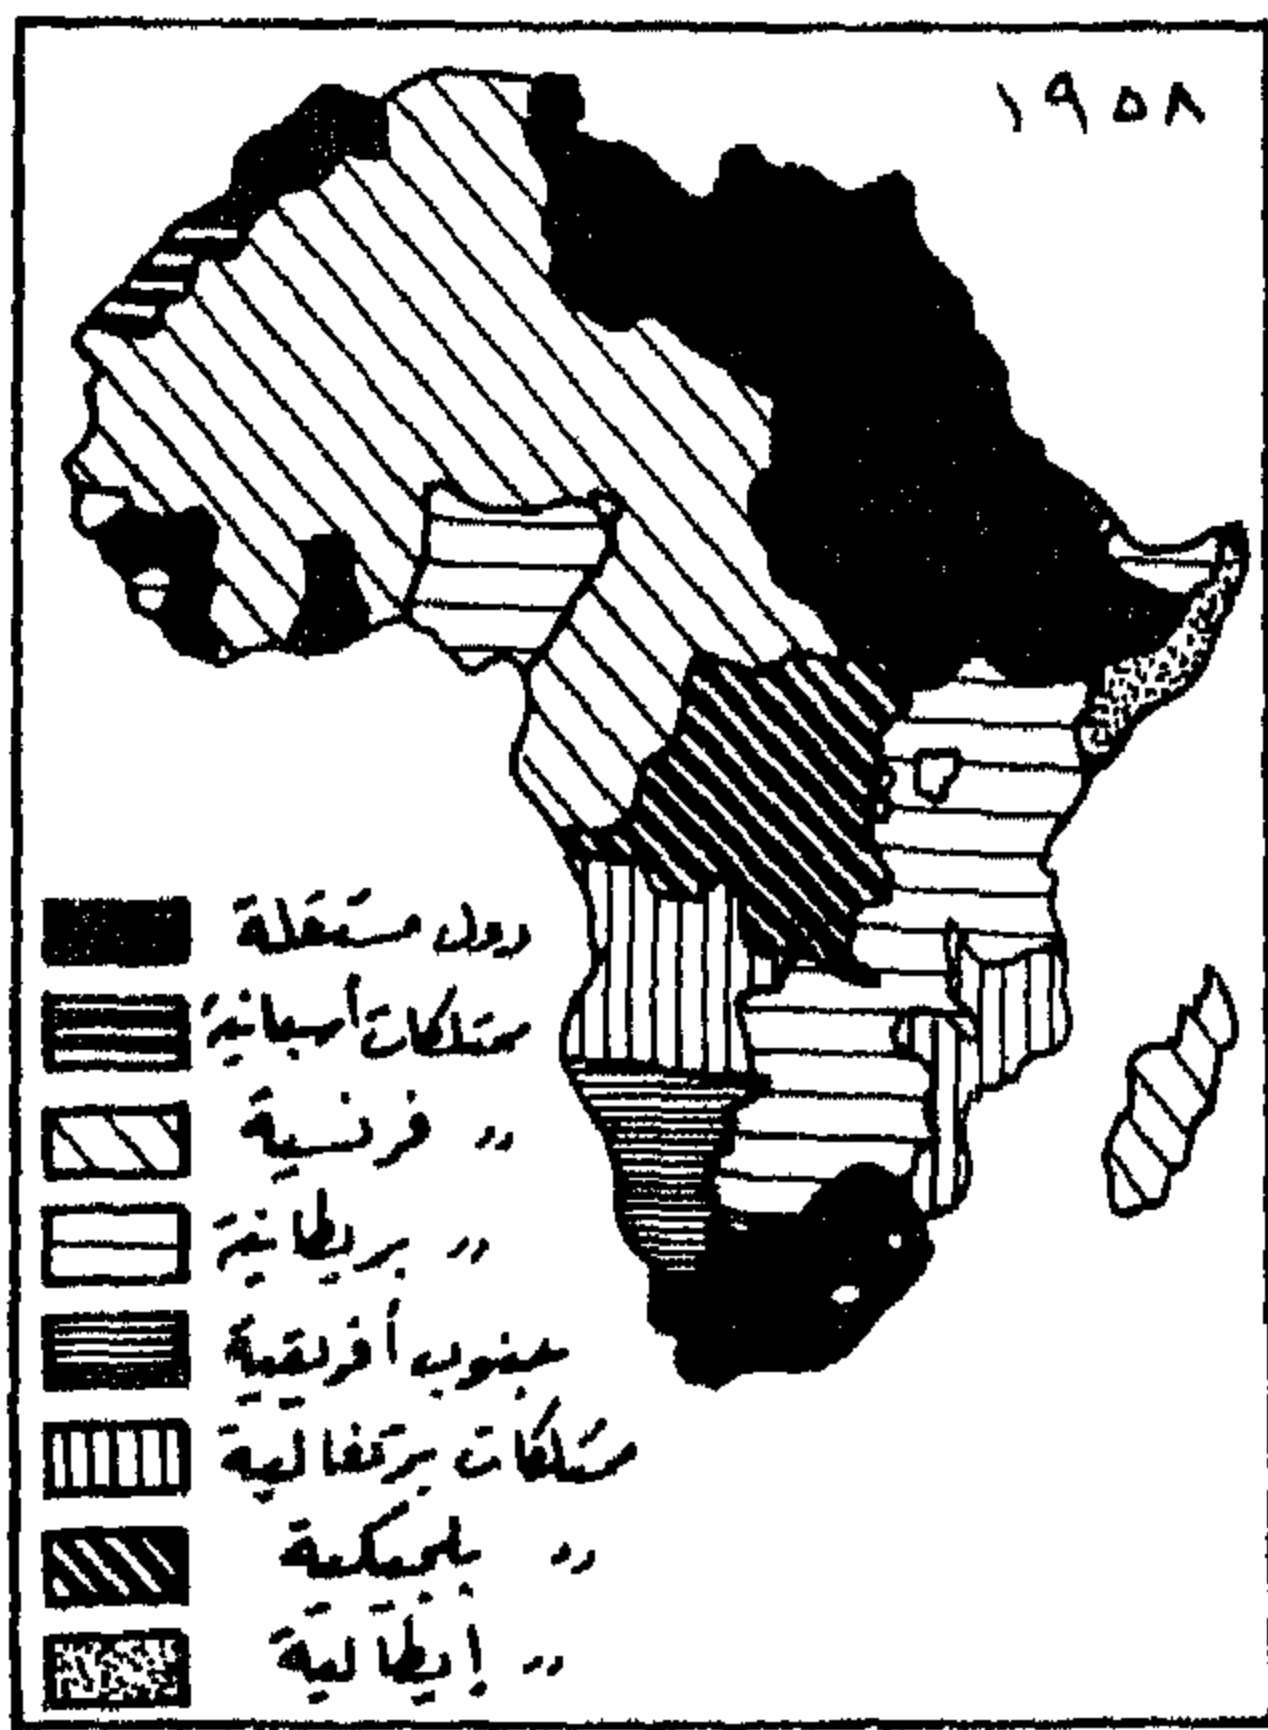 ١٩٥٨
دول مستقلة
ممتلكات أسبانية
〃 فرنسية
〃 بريطانية
جنوب أفريقية
ممتلكات برتغالية
〃 بلجيكية
〃 إيطالية